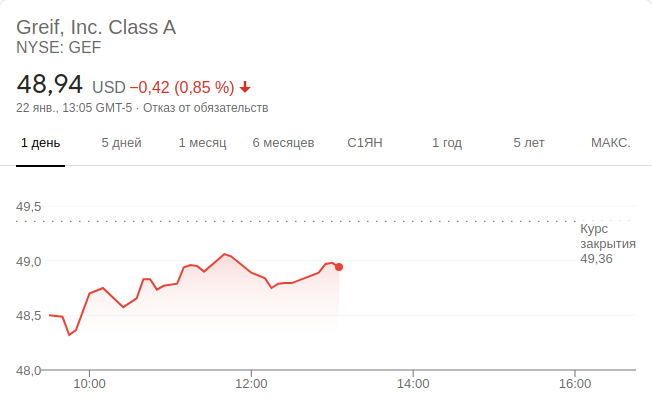 Greif, Inc. Class A
NYSE: GEF
48,94 USD −0,42 (0,85 %)
22 янв., 13:05 GMT-5 · Отказ от обязательств
1 день 5 дней 1 месяц 6 месяцев С1ЯН 1 год 5 лет МАКС.
49,5
Курс
закрытия
49,36
49,0
48,5
48,0
10:00 12:00 14:00 16:00